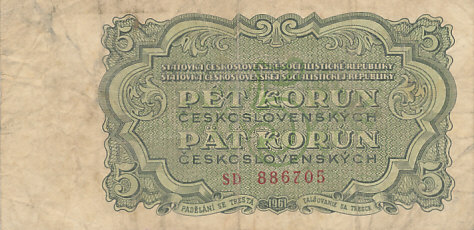 5 5
STÁTOVKA ČESKOSLOVENSKÉ SOCIALISTICKÉ REPUBLIKY
ŠTÁTOVKA ČESKOSLOVENSKEJ SOCIALISTICKEJ REPUBLIKY
PĚT KORUN
ČESKOSLOVENSKÝCH
PÄŤ KORUN
ČESKOSLOVENSKÝCH
SD 886705
5 5
PADĚLÁNÍ SE TRESTÁ 1961 FALŠOVANIE SA TRESCE